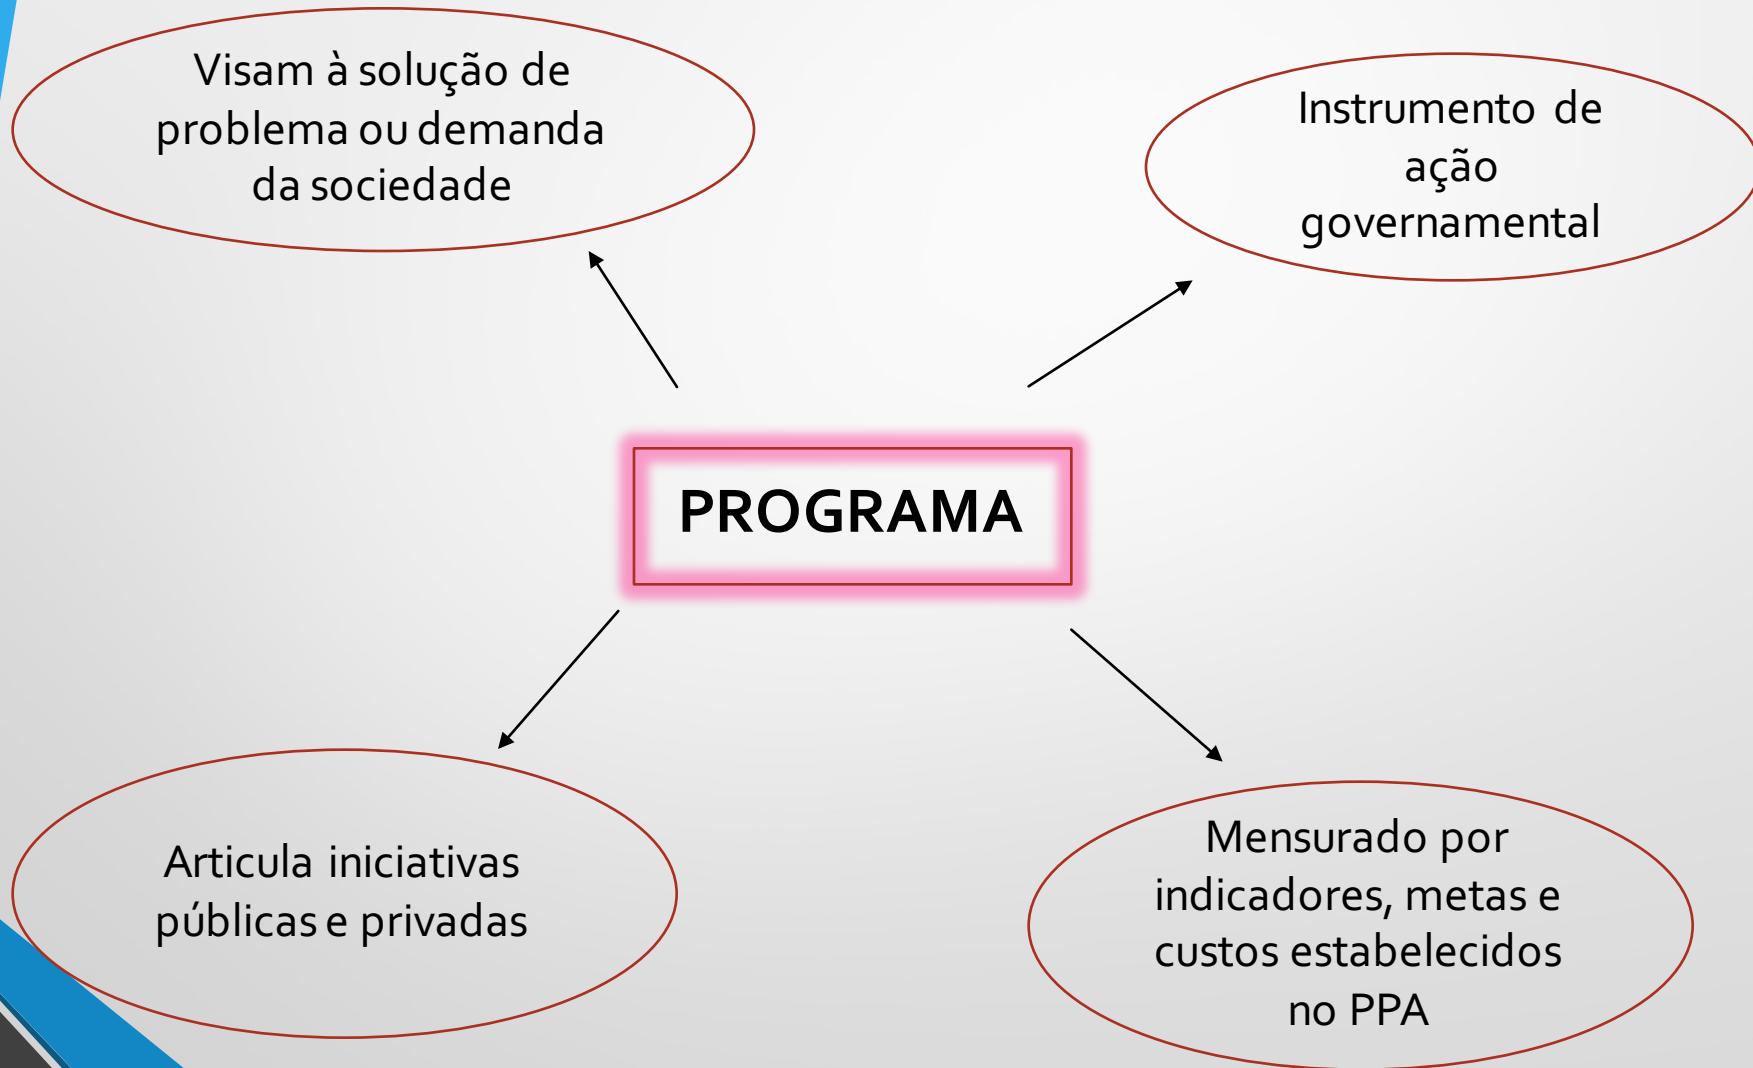 Visam à solução de
problema ou demanda
da sociedade
Instrumento de
ação
governamental
PROGRAMA
Articula iniciativas
públicas e privadas
Mensurado por
indicadores, metas e
custos estabelecidos
no PPA